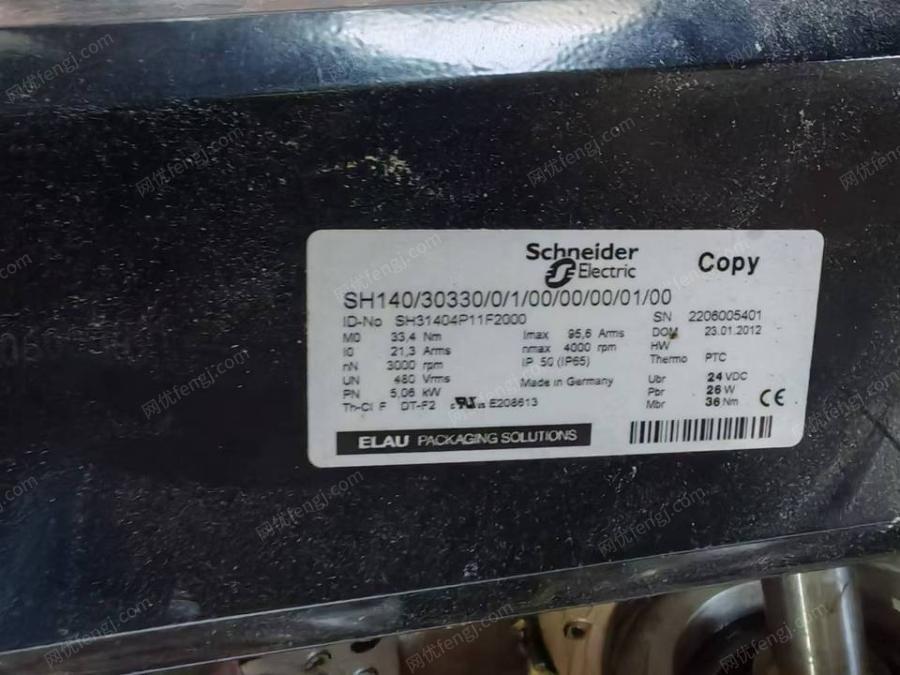 Schneider
Electric
Copy
SH140/30330/0/1/00/00/00/01/00
ID-No SH31404P11F2000
M0 33,4 Nm
I0 21,3 Arms
nN 3000 rpm
UN 480 Vrms
PN 5,06 kW
Th-Cl F DT-F2 E208613
Imax 95,6 Arms
nmax 4000 rpm
IP 50 (IP65)
Made in Germany
SN 2206005401
DOM 23.01.2012
HW
Thermo PTC
Ubr 24 VDC
Pbr 26 W
Mbr 36 Nm
CE
ELAU PACKAGING SOLUTIONS
网优fengj.com